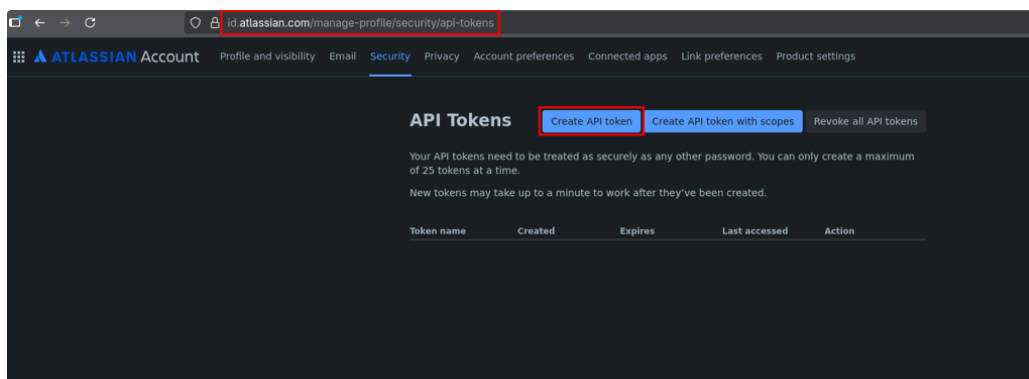 id.atlassian.com/manage-profile/security/api-tokens
ATLASSIAN Account Profile and visibility Email Security Privacy Account preferences Connected apps Link preferences Product settings
API Tokens Create API token Create API token with scopes Revoke all API tokens
Your API tokens need to be treated as securely as any other password. You can only create a maximum
of 25 tokens at a time.
New tokens may take up to a minute to work after they've been created.
Token name Created Expires Last accessed Action